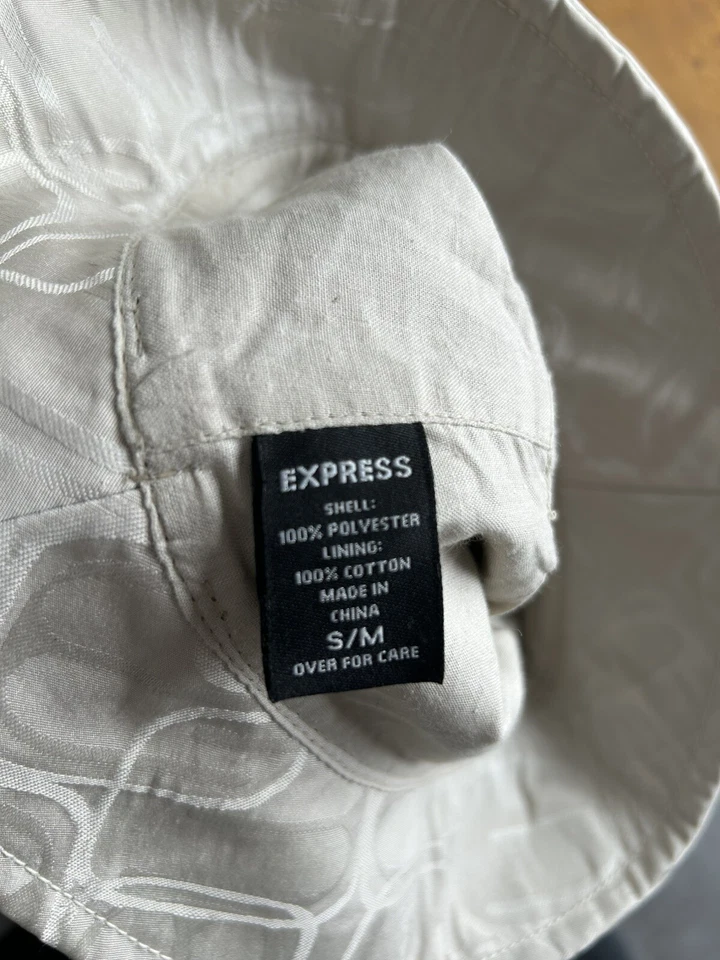 EXPRESS
SHELL:
100% POLYESTER
LINING:
100% COTTON
MADE IN
CHINA
S/M
OVER FOR CARE